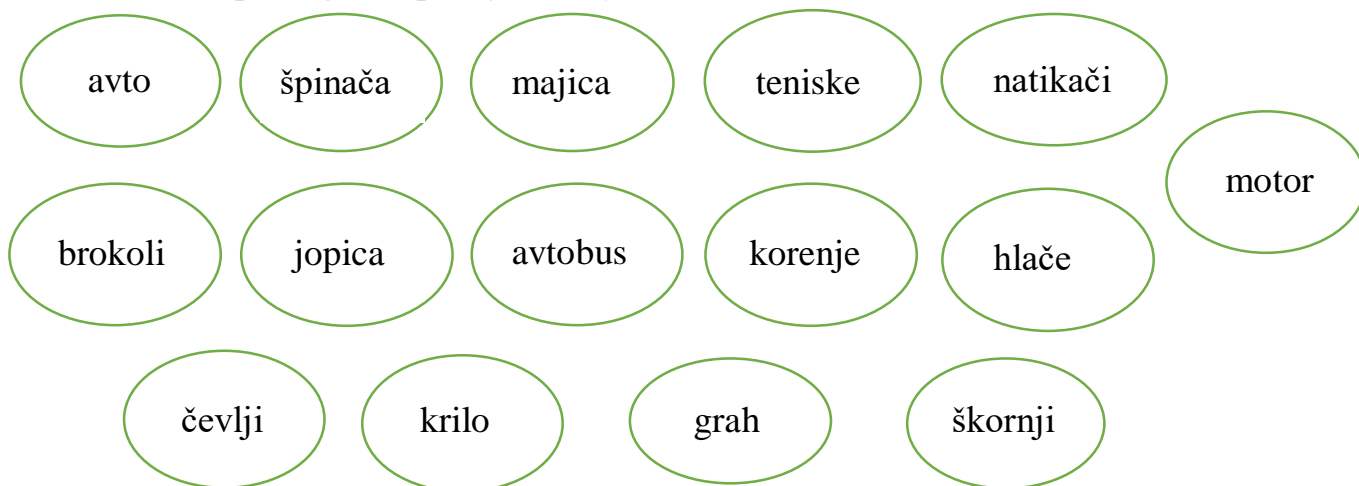 avto špinača majica teniske natikači
motor
brokoli jopica avtobus korenje hlače
čevlji krilo grah škornji